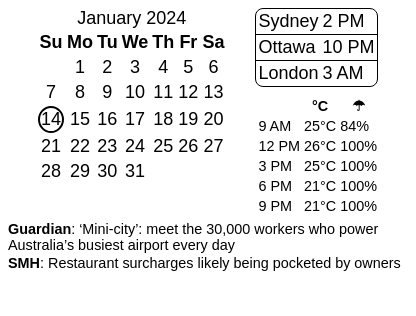 January 2024
Su Mo Tu We Th Fr Sa
1 2 3 4 5 6
7 8 9 10 11 12 13
14 15 16 17 18 19 20
21 22 23 24 25 26 27
28 29 30 31
Sydney 2 PM
Ottawa 10 PM
London 3 AM
°C ☂
9 AM 25°C 84%
12 PM 26°C 100%
3 PM 25°C 100%
6 PM 21°C 100%
9 PM 21°C 100%
Guardian: ‘Mini-city’: meet the 30,000 workers who power
Australia’s busiest airport every day
SMH: Restaurant surcharges likely being pocketed by owners